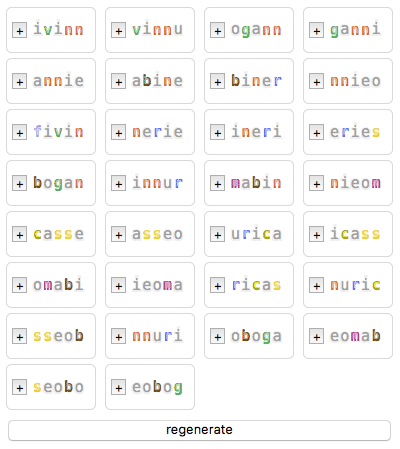 + ivinn + vinnu + ogann + ganni
+ annie + abine + biner + nnieo
+ fivin + nerie + ineri + eries
+ bogan + innur + mabin + nieom
+ casse + asseo + urica + icass
+ omabi + ieoma + ricas + nuric
+ sseob + nnuri + oboga + eomab
+ seobo + eobog
regenerate